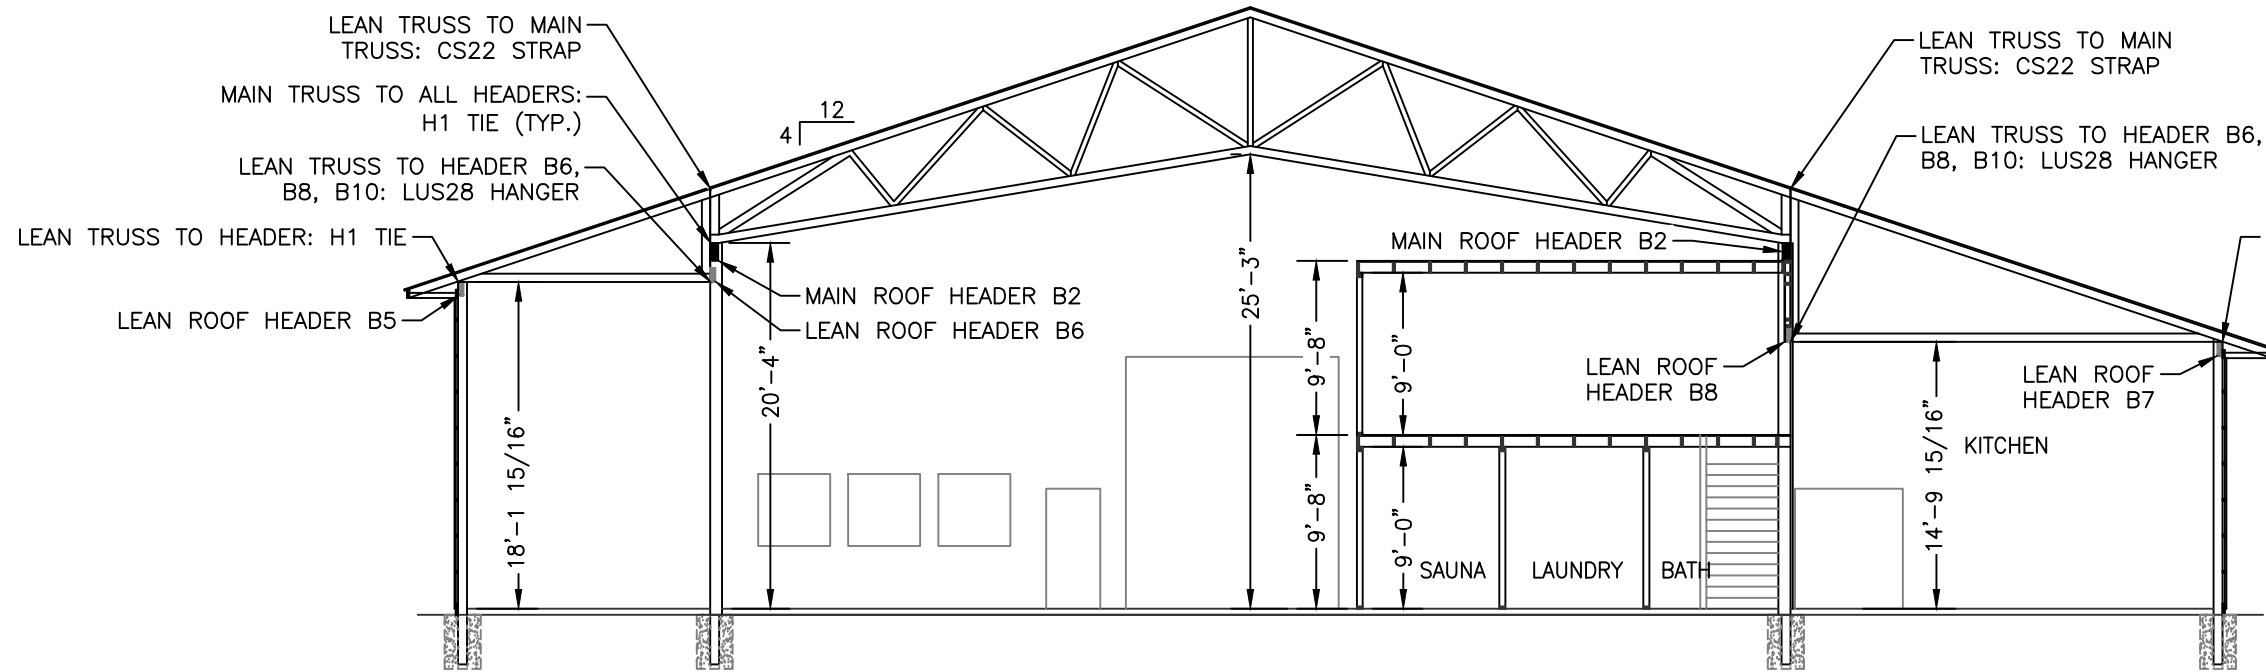 LEAN TRUSS TO MAIN
TRUSS: CS22 STRAP
MAIN TRUSS TO ALL HEADERS:
H1 TIE (TYP.)
LEAN TRUSS TO HEADER B6,
B8, B10: LUS28 HANGER
LEAN TRUSS TO HEADER: H1 TIE
LEAN ROOF HEADER B5
12
4
MAIN ROOF HEADER B2
LEAN ROOF HEADER B6
18'-1 15/16"
20'-4"
25'-3"
MAIN ROOF HEADER B2
9'-8"
9'-0"
9'-8"
9'-0"
SAUNA
LAUNDRY
BATH
LEAN ROOF
HEADER B8
LEAN TRUSS TO MAIN
TRUSS: CS22 STRAP
LEAN TRUSS TO HEADER B6,
B8, B10: LUS28 HANGER
LEAN ROOF
HEADER B7
14'-9 15/16"
KITCHEN